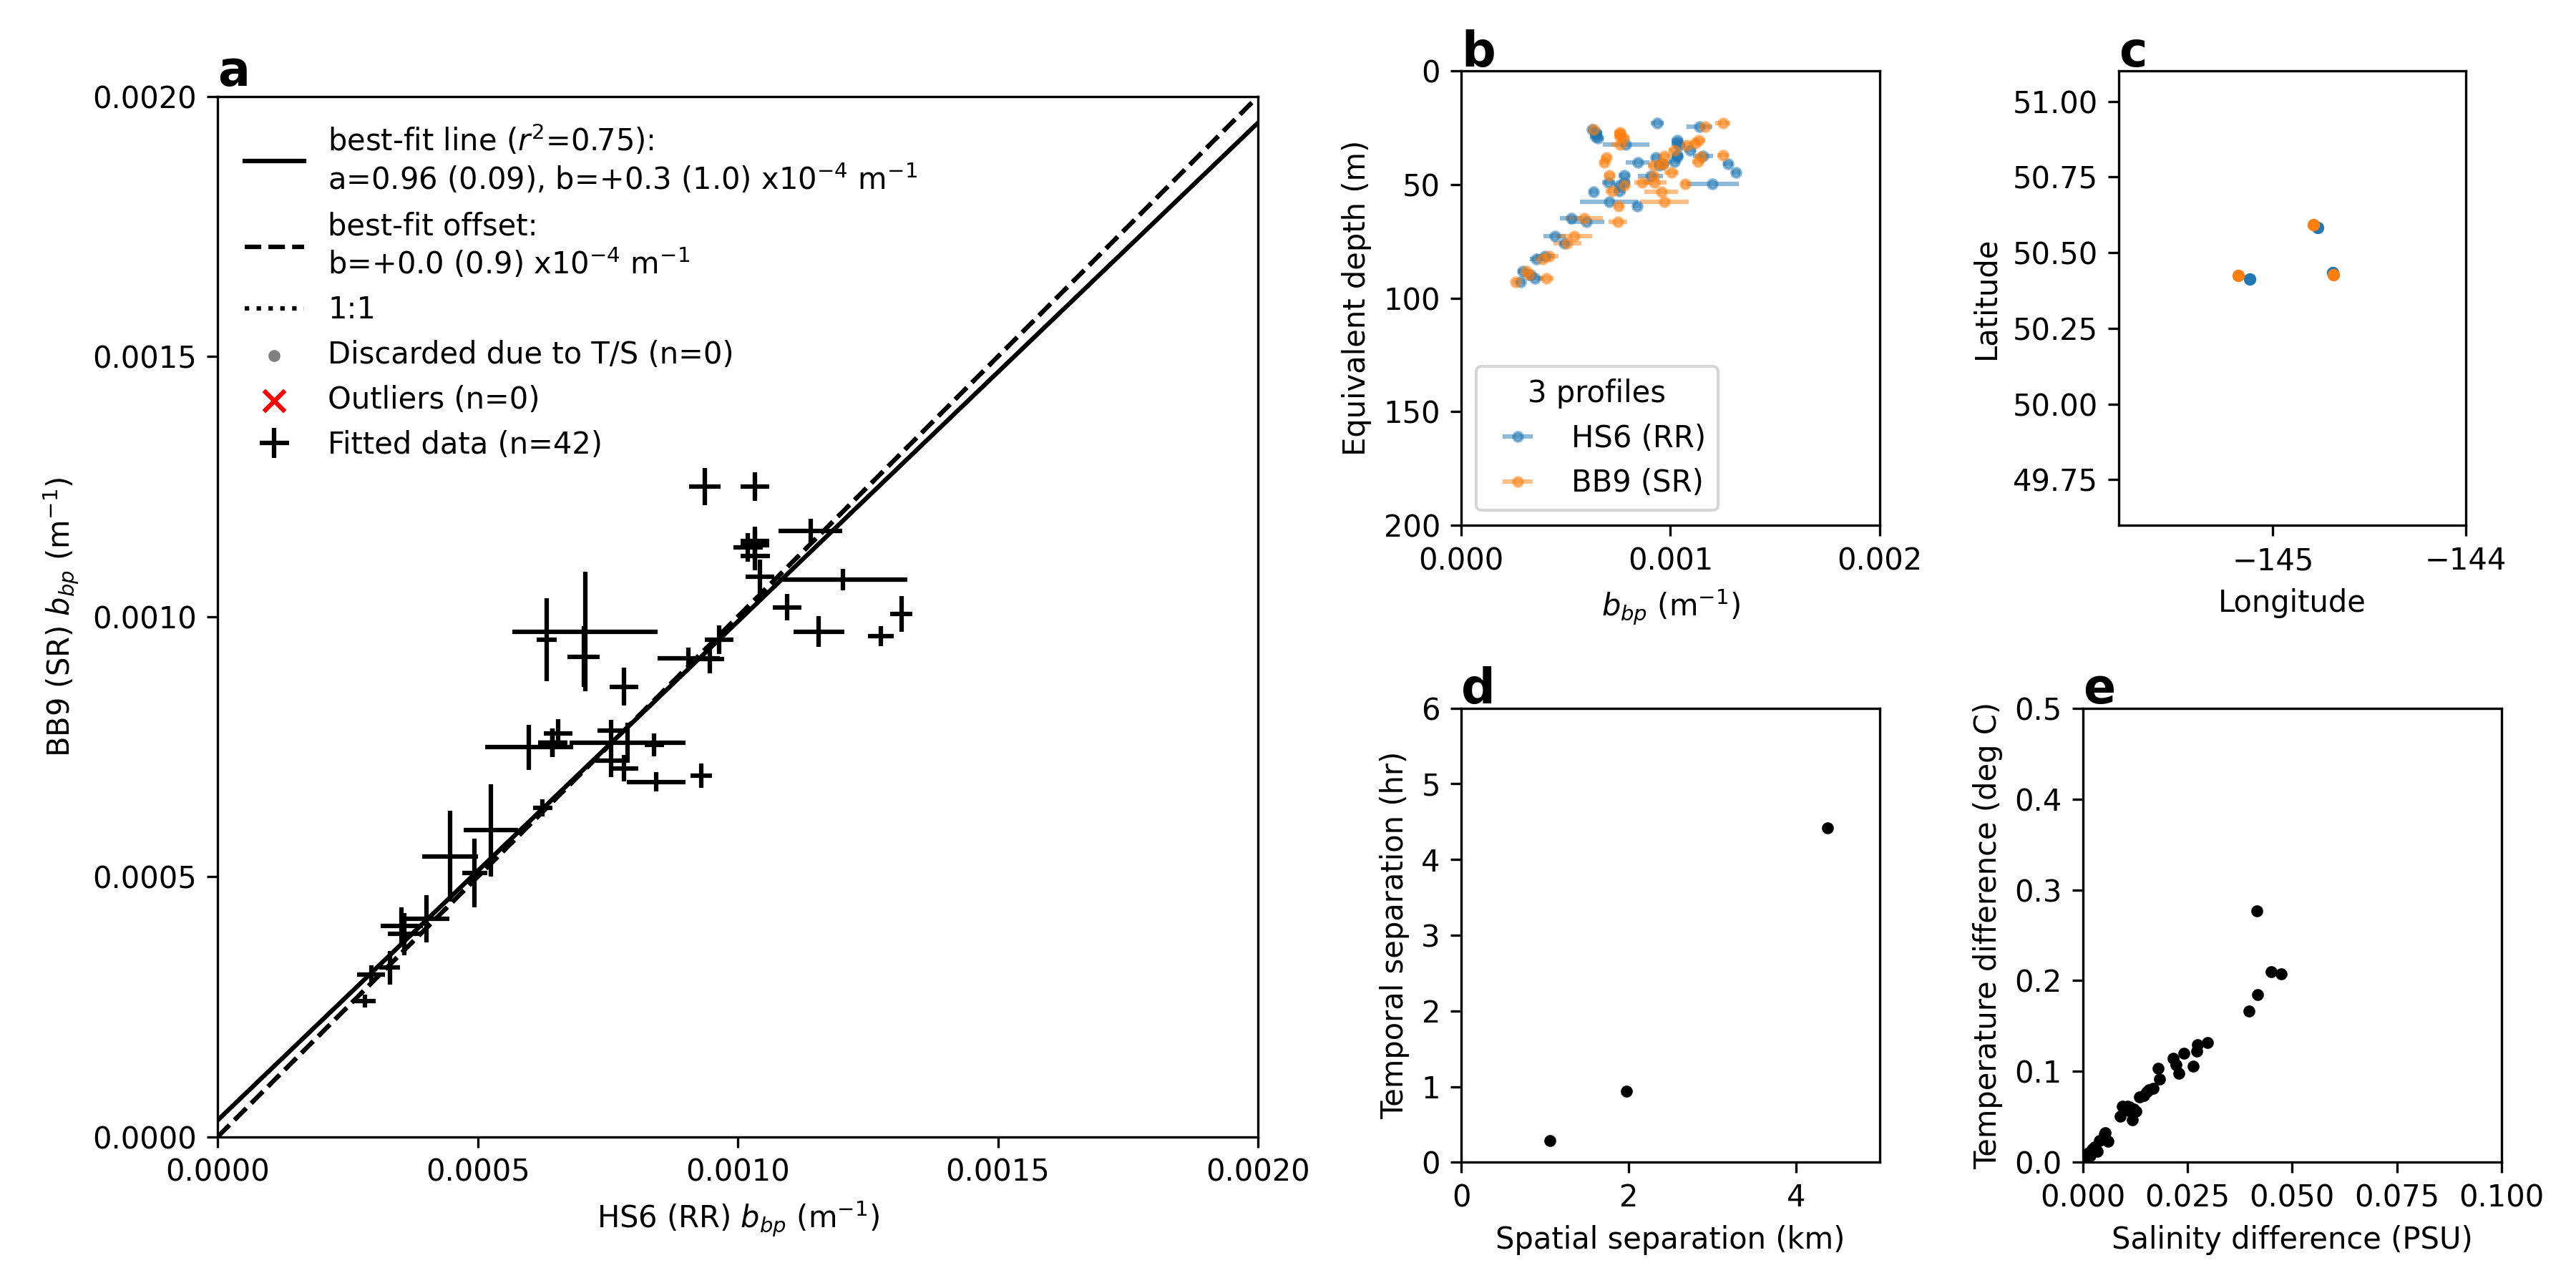 a
0.0020
0.0015
0.0010
0.0005
0.0000
0.0000 0.0005 0.0010 0.0015 0.0020
HS6 (RR) b_bp (m⁻¹)
BB9 (SR) b_bp (m⁻¹)
best-fit line (r²=0.75):
a=0.96 (0.09), b=+0.3 (1.0) x10⁻⁴ m⁻¹
best-fit offset:
b=+0.0 (0.9) x10⁻⁴ m⁻¹
1:1
Discarded due to T/S (n=0)
Outliers (n=0)
Fitted data (n=42)
b
0
50
100
150
200
0.000 0.001 0.002
b_bp (m⁻¹)
Equivalent depth (m)
3 profiles
HS6 (RR)
BB9 (SR)
c
51.00
50.75
50.50
50.25
50.00
49.75
−145 −144
Longitude
Latitude
d
6
5
4
3
2
1
0
0 2 4
Spatial separation (km)
Temporal separation (hr)
e
0.5
0.4
0.3
0.2
0.1
0.0
0.000 0.025 0.050 0.075 0.100
Salinity difference (PSU)
Temperature difference (deg C)